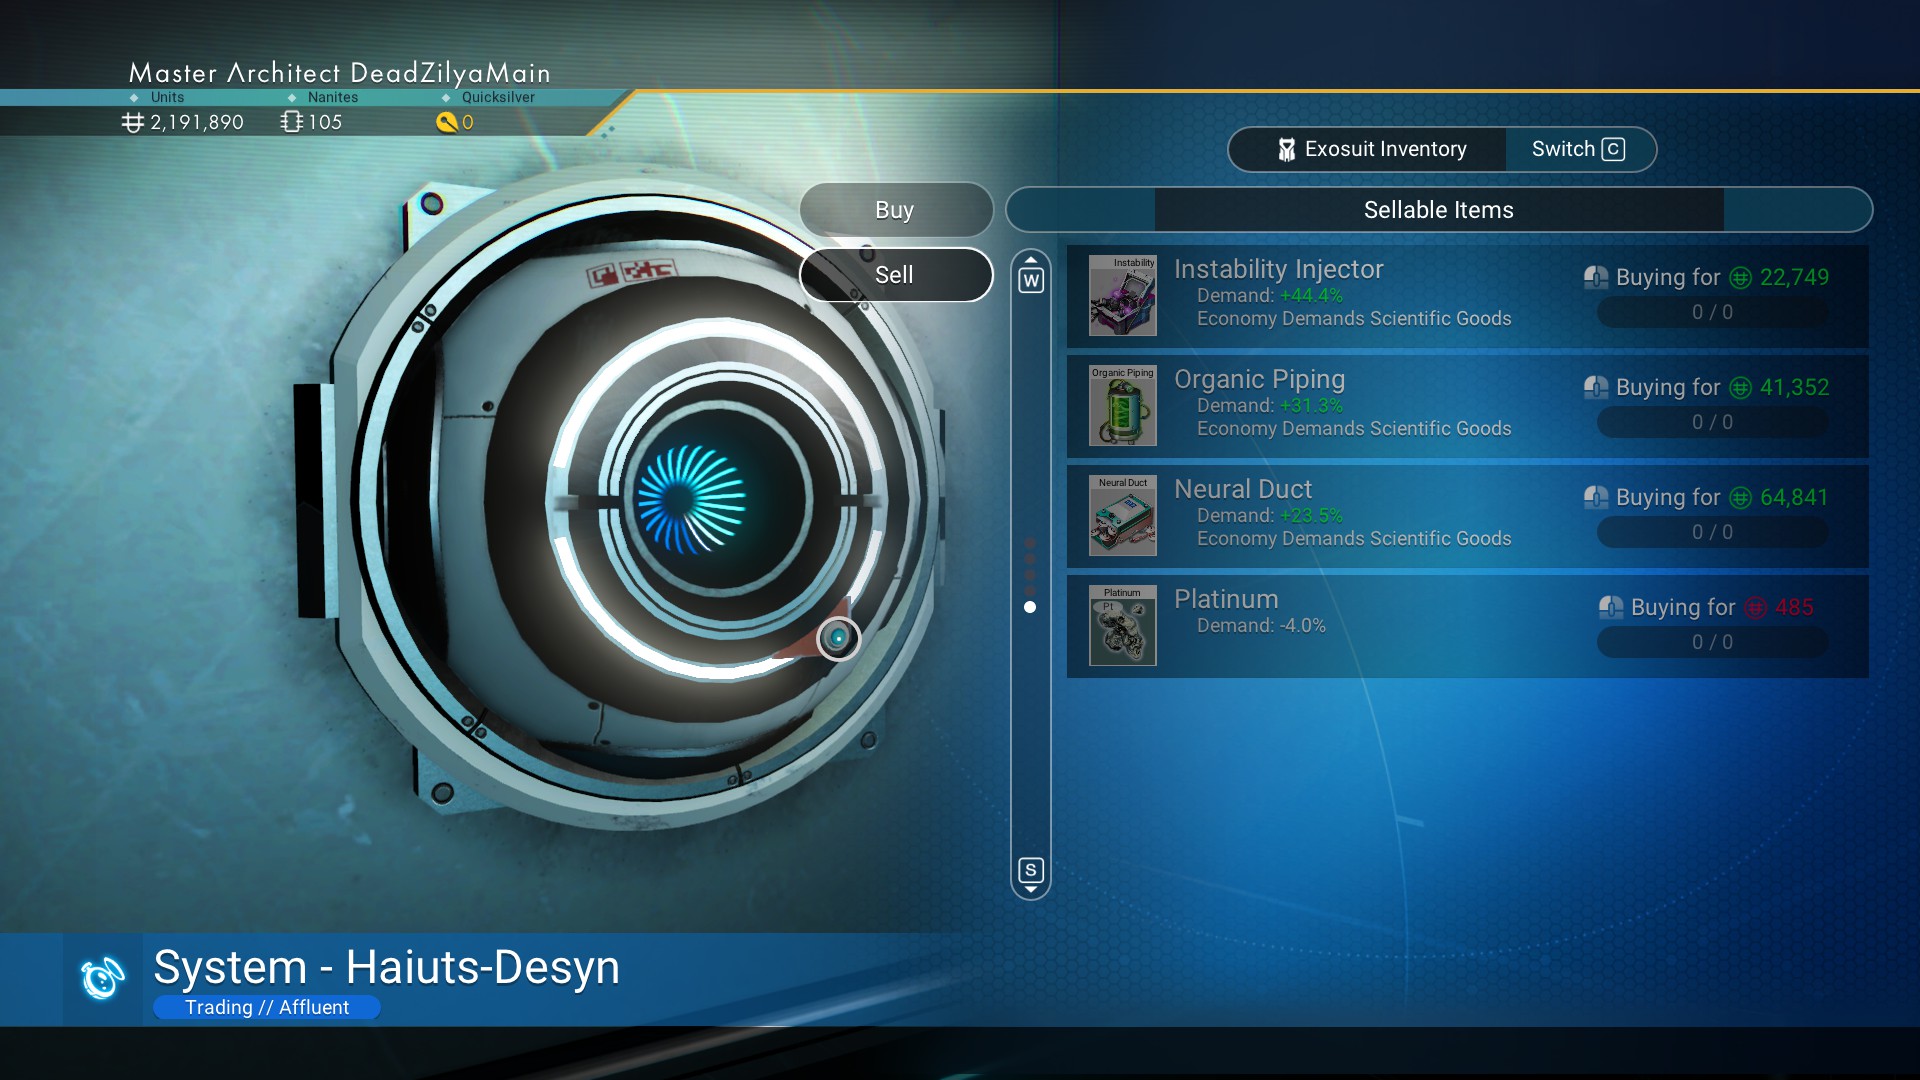 Master Architect DeadZilyaMain
Units Nanites Quicksilver
2,191,890 105 0
Exosuit Inventory Switch C
Buy
Sellable Items
Sell
W
Instability
Instability Injector
Demand: +44.4%
Economy Demands Scientific Goods
Buying for 22,749
0 / 0
Organic Piping
Organic Piping
Demand: +31.3%
Economy Demands Scientific Goods
Buying for 41,352
0 / 0
Neural Duct
Neural Duct
Demand: +23.5%
Economy Demands Scientific Goods
Buying for 64,841
0 / 0
Platinum
Pt
Platinum
Demand: -4.0%
Buying for 485
0 / 0
S
System - Haiuts-Desyn
Trading // Affluent